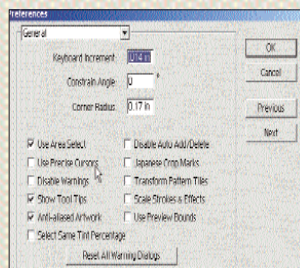 references
General
Keyboard Increment: .014 in
Constrain Angle: 0 °
Corner Radius: 0.17 in
OK
Cancel
Previous
Next
Use Area Select
Disable Auto Add/Delete
Use Precise Cursors
Japanese Crop Marks
Disable Warnings
Transform Pattern Tiles
Show Tool Tips
Scale Strokes & Effects
Anti-aliased Artwork
Use Preview Bounds
Select Same Tint Percentage
Reset All Warning Dialogs